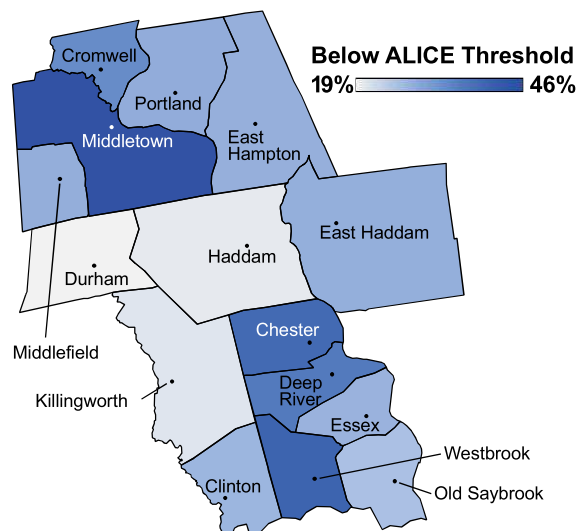 Below ALICE Threshold
19%
46%
Cromwell
Portland
Middletown
East
Hampton
East Haddam
Haddam
Durham
Chester
Middlefield
Deep
River
Killingworth
Essex
Westbrook
Clinton
Old Saybrook